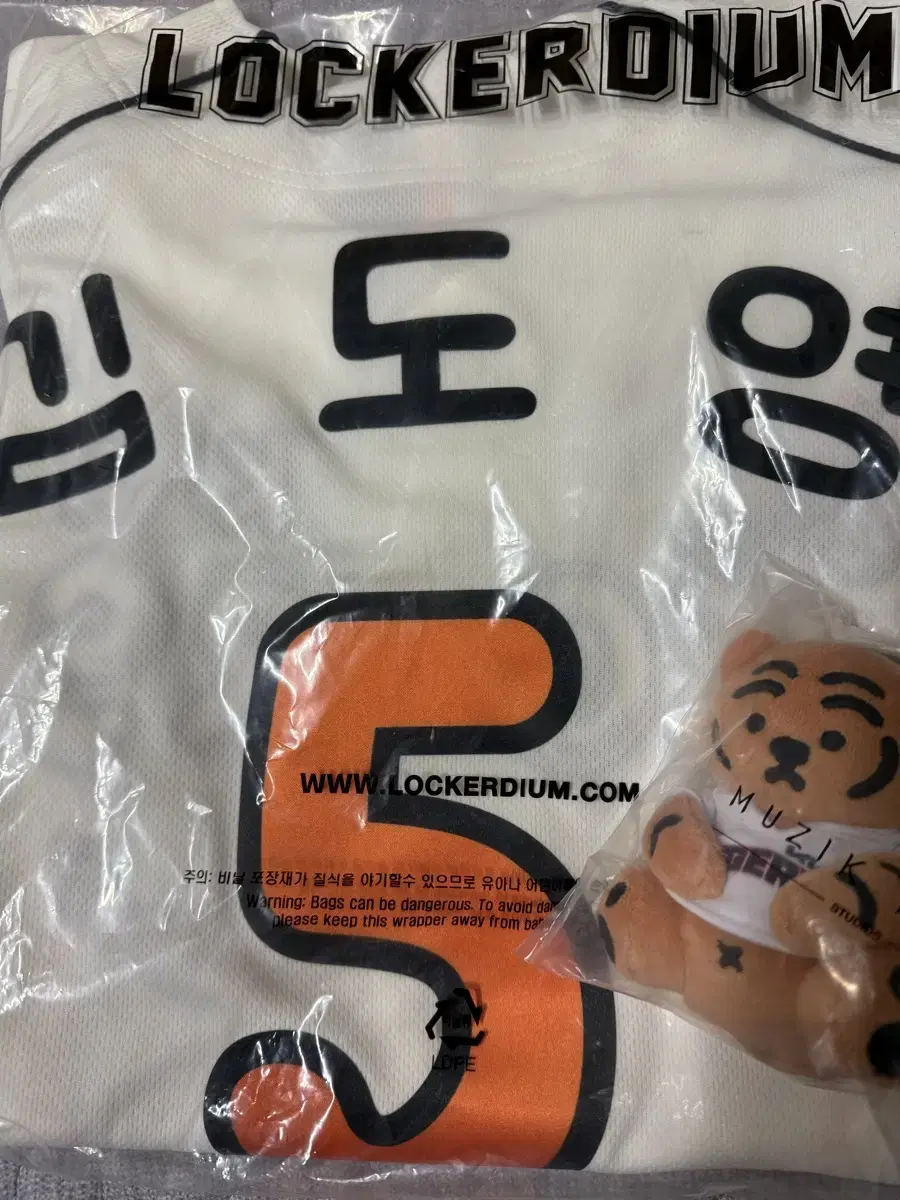 LOCKERDIUM
김도영
5
WWW.LOCKERDIUM.COM
주의: 비닐 포장재가 질식을 야기할수 있으므로 유아나
Warning: Bags can be dangerous. To avoid
please keep this wrapper away from
MUZIK
STUDIOS
LDPE